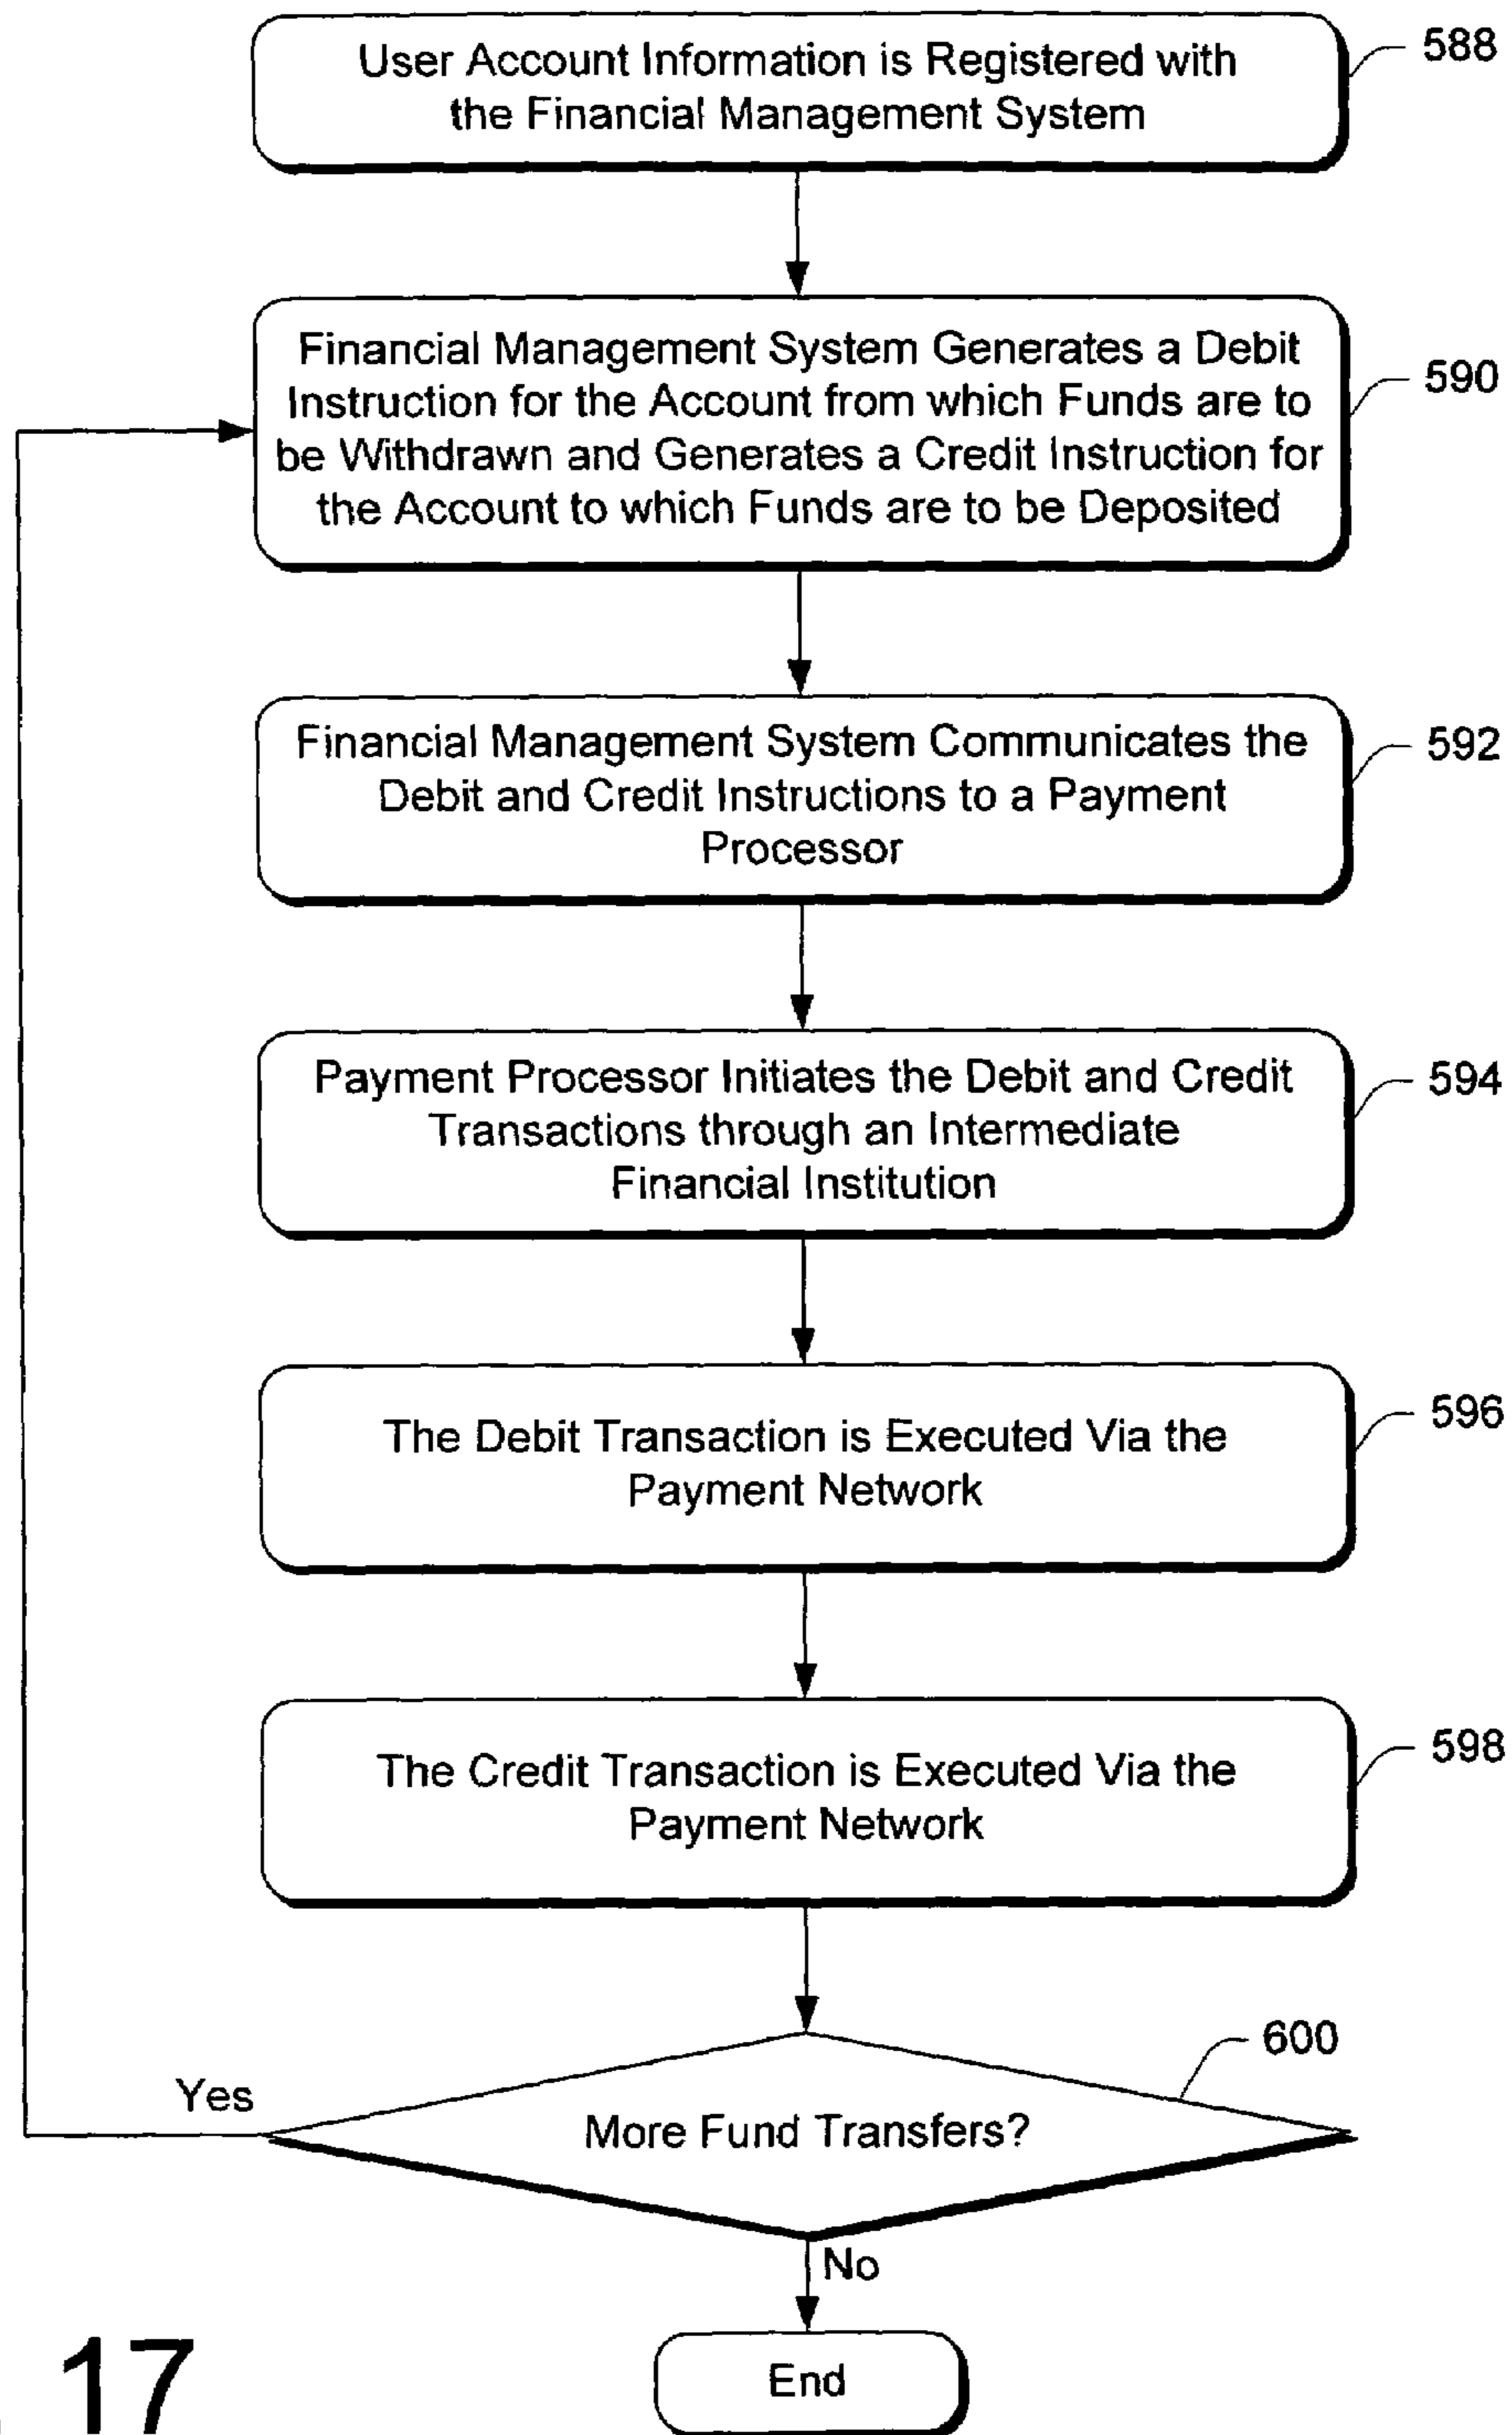 User Account Information is Registered with
the Financial Management System
588
Financial Management System Generates a Debit
Instruction for the Account from which Funds are to
be Withdrawn and Generates a Credit Instruction for
the Account to which Funds are to be Deposited
590
Financial Management System Communicates the
Debit and Credit Instructions to a Payment
Processor
592
Payment Processor Initiates the Debit and Credit
Transactions through an Intermediate
Financial Institution
594
The Debit Transaction is Executed Via the
Payment Network
596
The Credit Transaction is Executed Via the
Payment Network
598
600
Yes
More Fund Transfers?
No
End
17